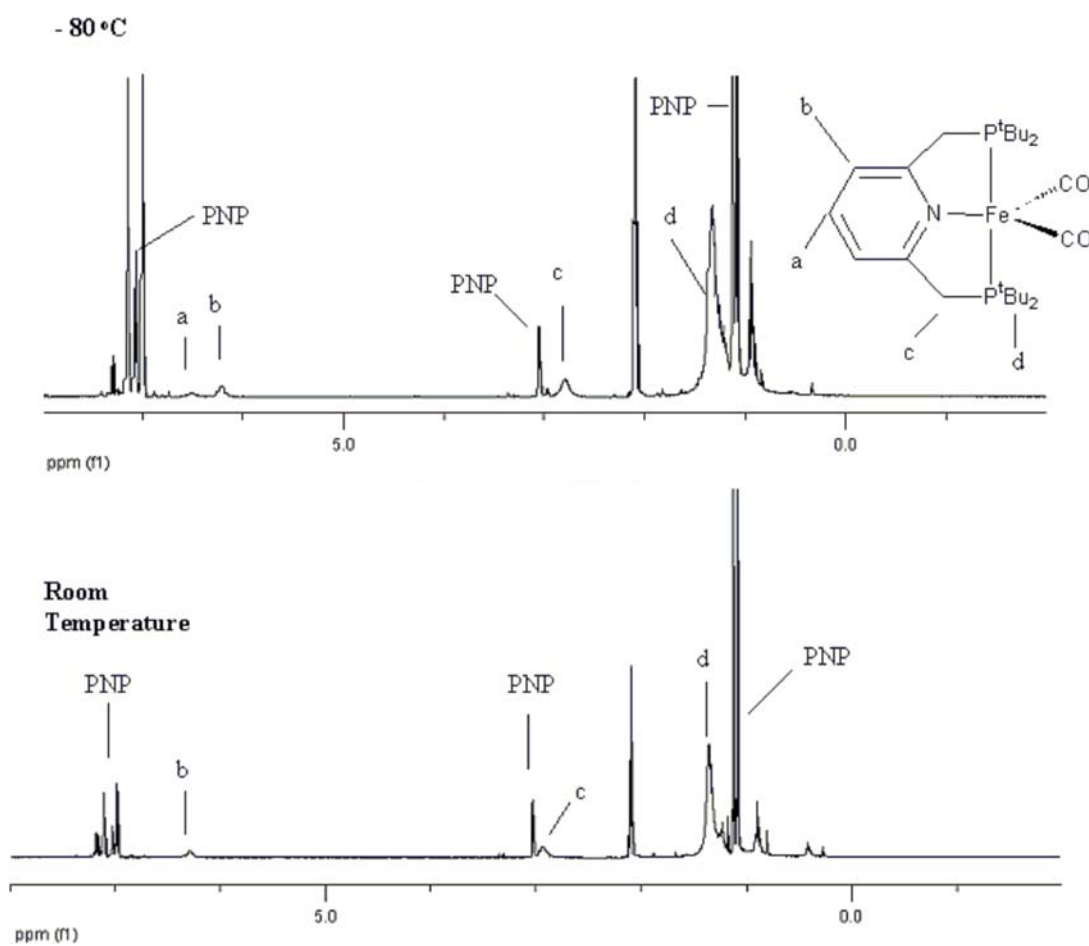 - 80 °C
PNP
a
b
PNP
c
d
PNP
b
a
N
Fe
PᵗBu₂
CO
CO
PᵗBu₂
c
d
5.0
0.0
ppm (f1)
Room
Temperature
PNP
b
PNP
c
d
PNP
5.0
0.0
ppm (f1)